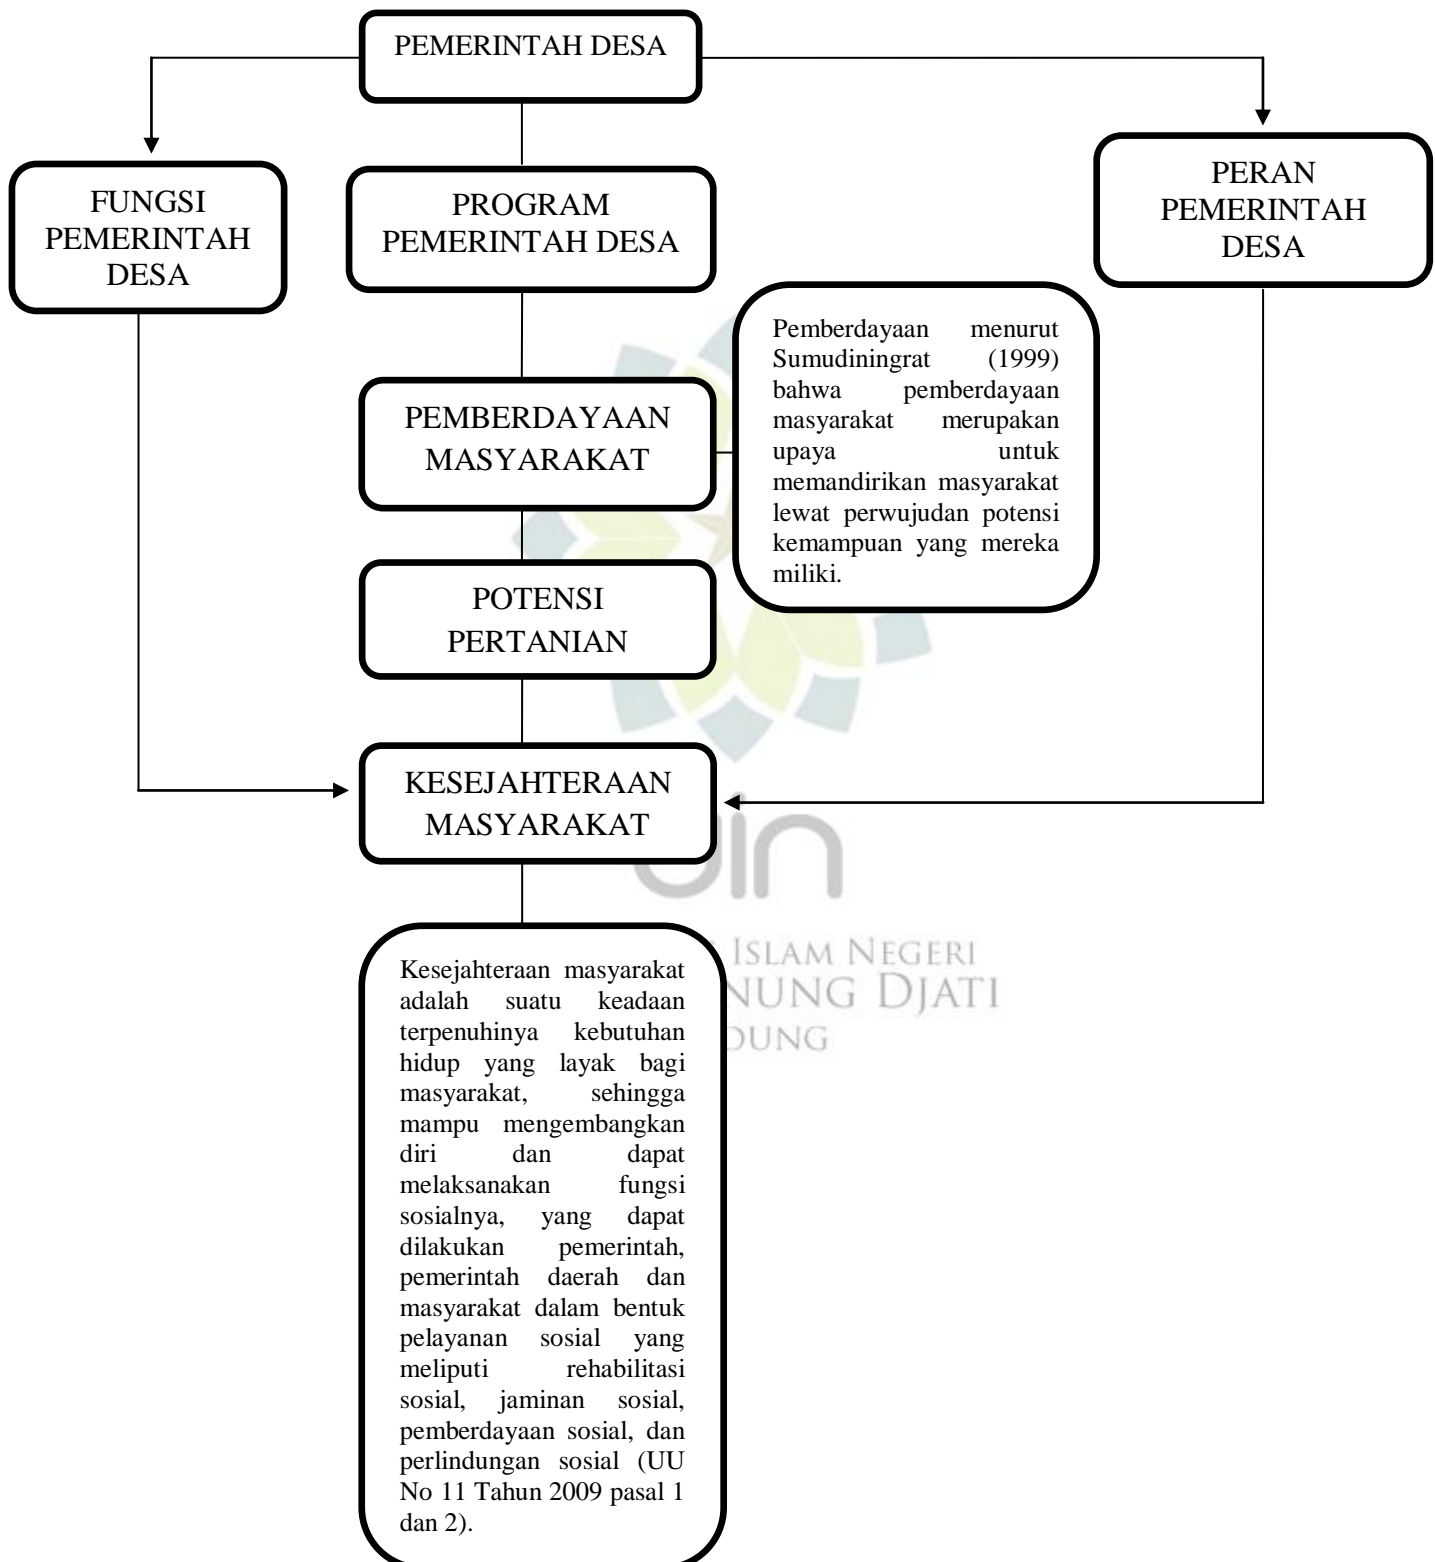 PEMERINTAH DESA
FUNGSI
PEMERINTAH
DESA
PROGRAM
PEMERINTAH DESA
PERAN
PEMERINTAH
DESA
Pemberdayaan menurut
Sumudiningrat (1999)
bahwa pemberdayaan
masyarakat merupakan
upaya untuk
memandirikan masyarakat
lewat perwujudan potensi
kemampuan yang mereka
miliki.
PEMBERDAYAAN
MASYARAKAT
POTENSI
PERTANIAN
KESEJAHTERAAN
MASYARAKAT
uin
ISLAM NEGERI
NUNG DJATI
DUNG
Kesejahteraan masyarakat
adalah suatu keadaan
terpenuhinya kebutuhan
hidup yang layak bagi
masyarakat, sehingga
mampu mengembangkan
diri dan dapat
melaksanakan fungsi
sosialnya, yang dapat
dilakukan pemerintah,
pemerintah daerah dan
masyarakat dalam bentuk
pelayanan sosial yang
meliputi rehabilitasi
sosial, jaminan sosial,
pemberdayaan sosial, dan
perlindungan sosial (UU
No 11 Tahun 2009 pasal 1
dan 2).